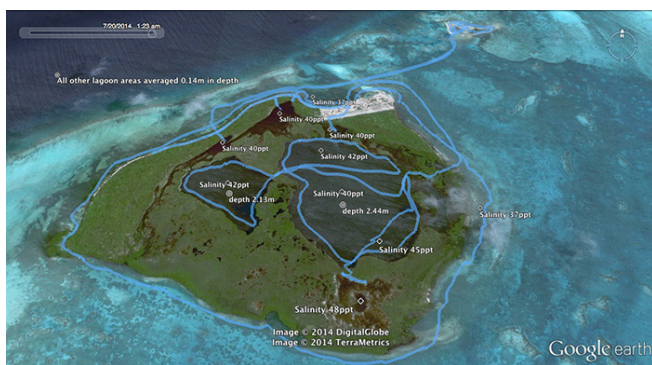 7/20/2014 1:23 am
N
All other lagoon areas averaged 0.14m in depth
Salinity 37ppt
Salinity 40ppt
Salinity 40ppt
Salinity 40ppt
Salinity 42ppt
Salinity 42ppt
depth 2.13m
Salinity 40ppt
depth 2.44m
Salinity 37ppt
Salinity 45ppt
Salinity 48ppt
Image © 2014 DigitalGlobe
Image © 2014 TerraMetrics
Google earth